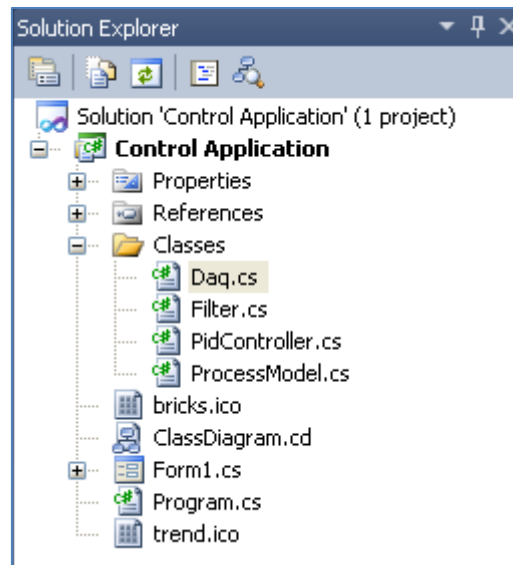 Solution Explorer
Solution 'Control Application' (1 project)
Control Application
Properties
References
Classes
Daq.cs
Filter.cs
PidController.cs
ProcessModel.cs
bricks.ico
ClassDiagram.cd
Form1.cs
Program.cs
trend.ico